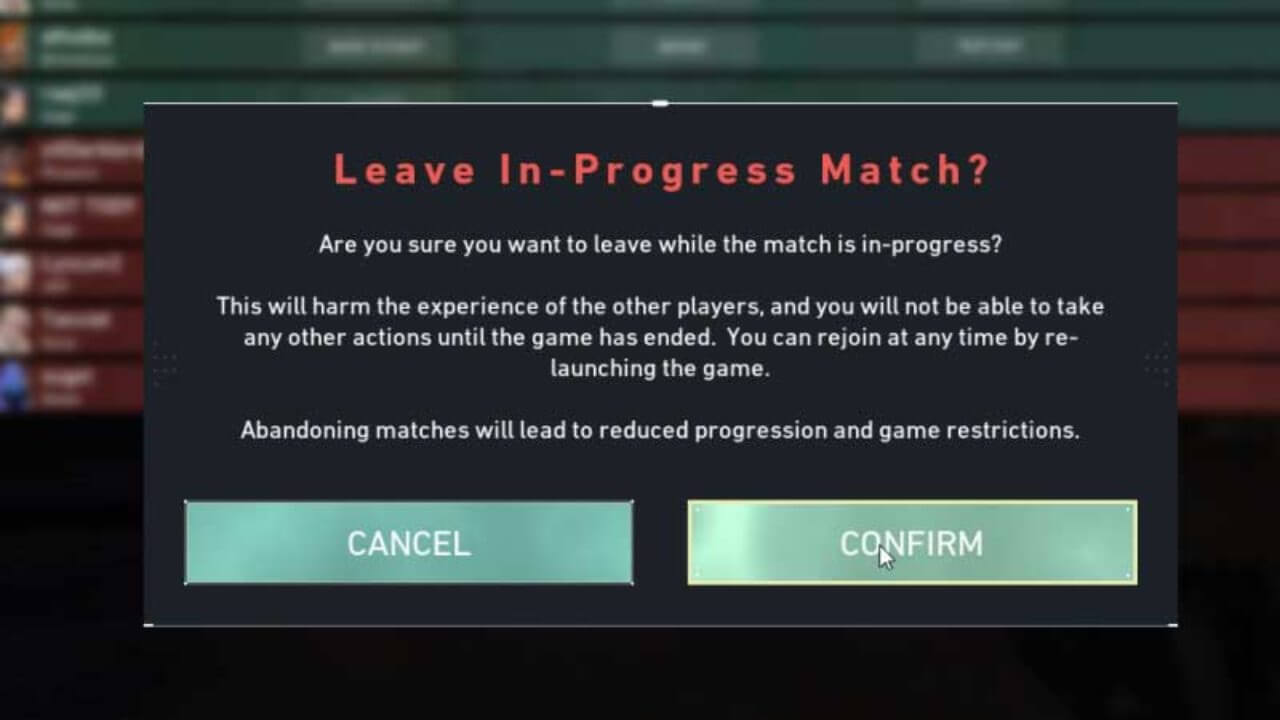 Leave In-Progress Match?
Are you sure you want to leave while the match is in-progress?
This will harm the experience of the other players, and you will not be able to take
any other actions until the game has ended. You can rejoin at any time by re-
launching the game.
Abandoning matches will lead to reduced progression and game restrictions.
CANCEL
CONFIRM